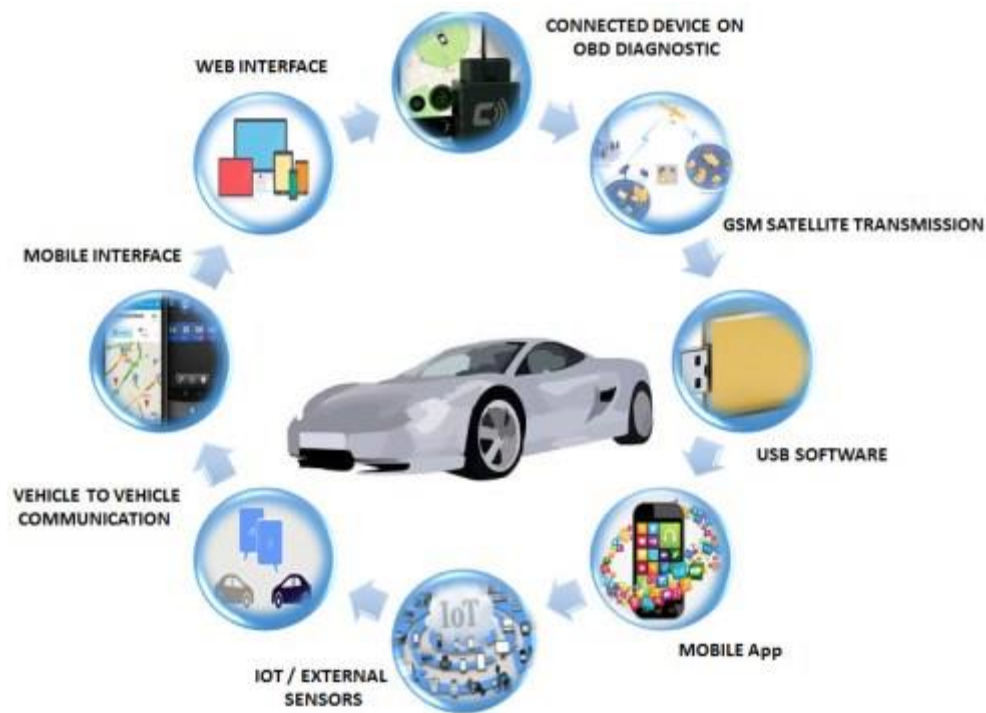 CONNECTED DEVICE ON
OBD DIAGNOSTIC
WEB INTERFACE
GSM SATELLITE TRANSMISSION
MOBILE INTERFACE
USB SOFTWARE
VEHICLE TO VEHICLE
COMMUNICATION
IoT
MOBILE App
IOT / EXTERNAL
SENSORS